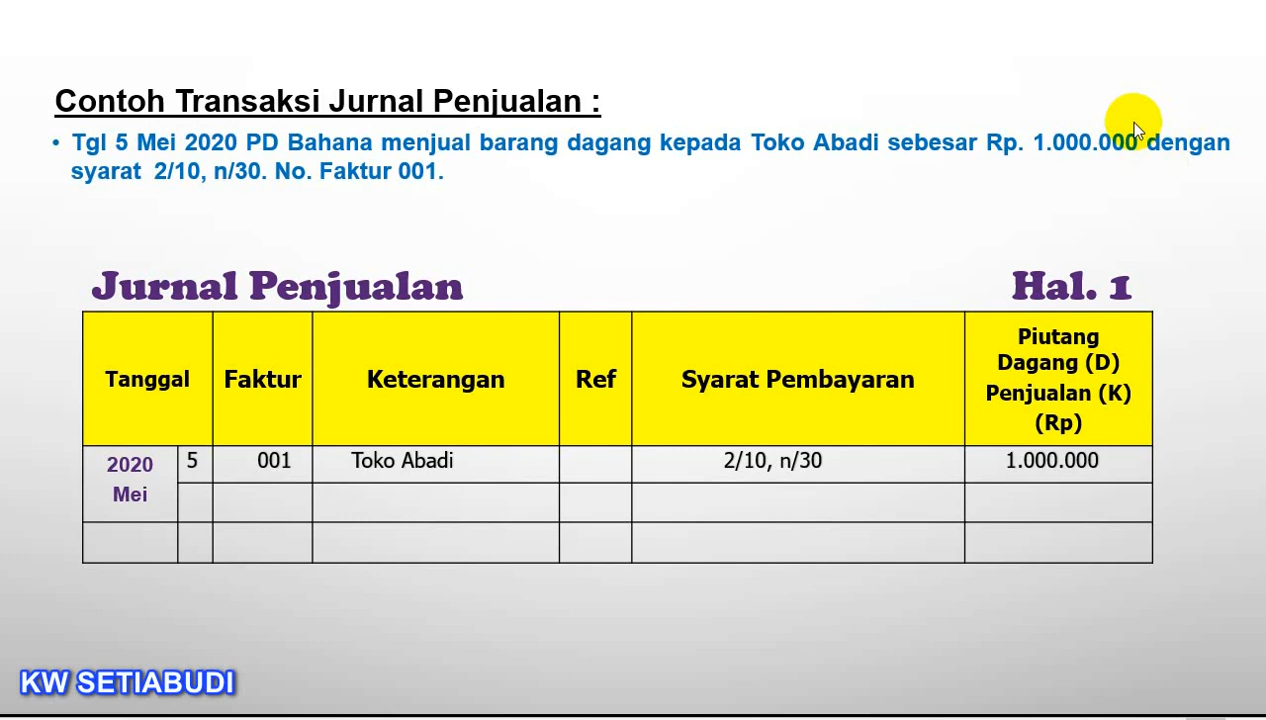 Contoh Transaksi Jurnal Penjualan :
• Tgl 5 Mei 2020 PD Bahana menjual barang dagang kepada Toko Abadi sebesar Rp. 1.000.000 dengan
syarat 2/10, n/30. No. Faktur 001.
Jurnal Penjualan Hal. 1
Tanggal Faktur Keterangan Ref Syarat Pembayaran Piutang
Dagang (D)
Penjualan (K)
(Rp)
2020 5 001 Toko Abadi 2/10, n/30 1.000.000
Mei
KW SETIABUDI